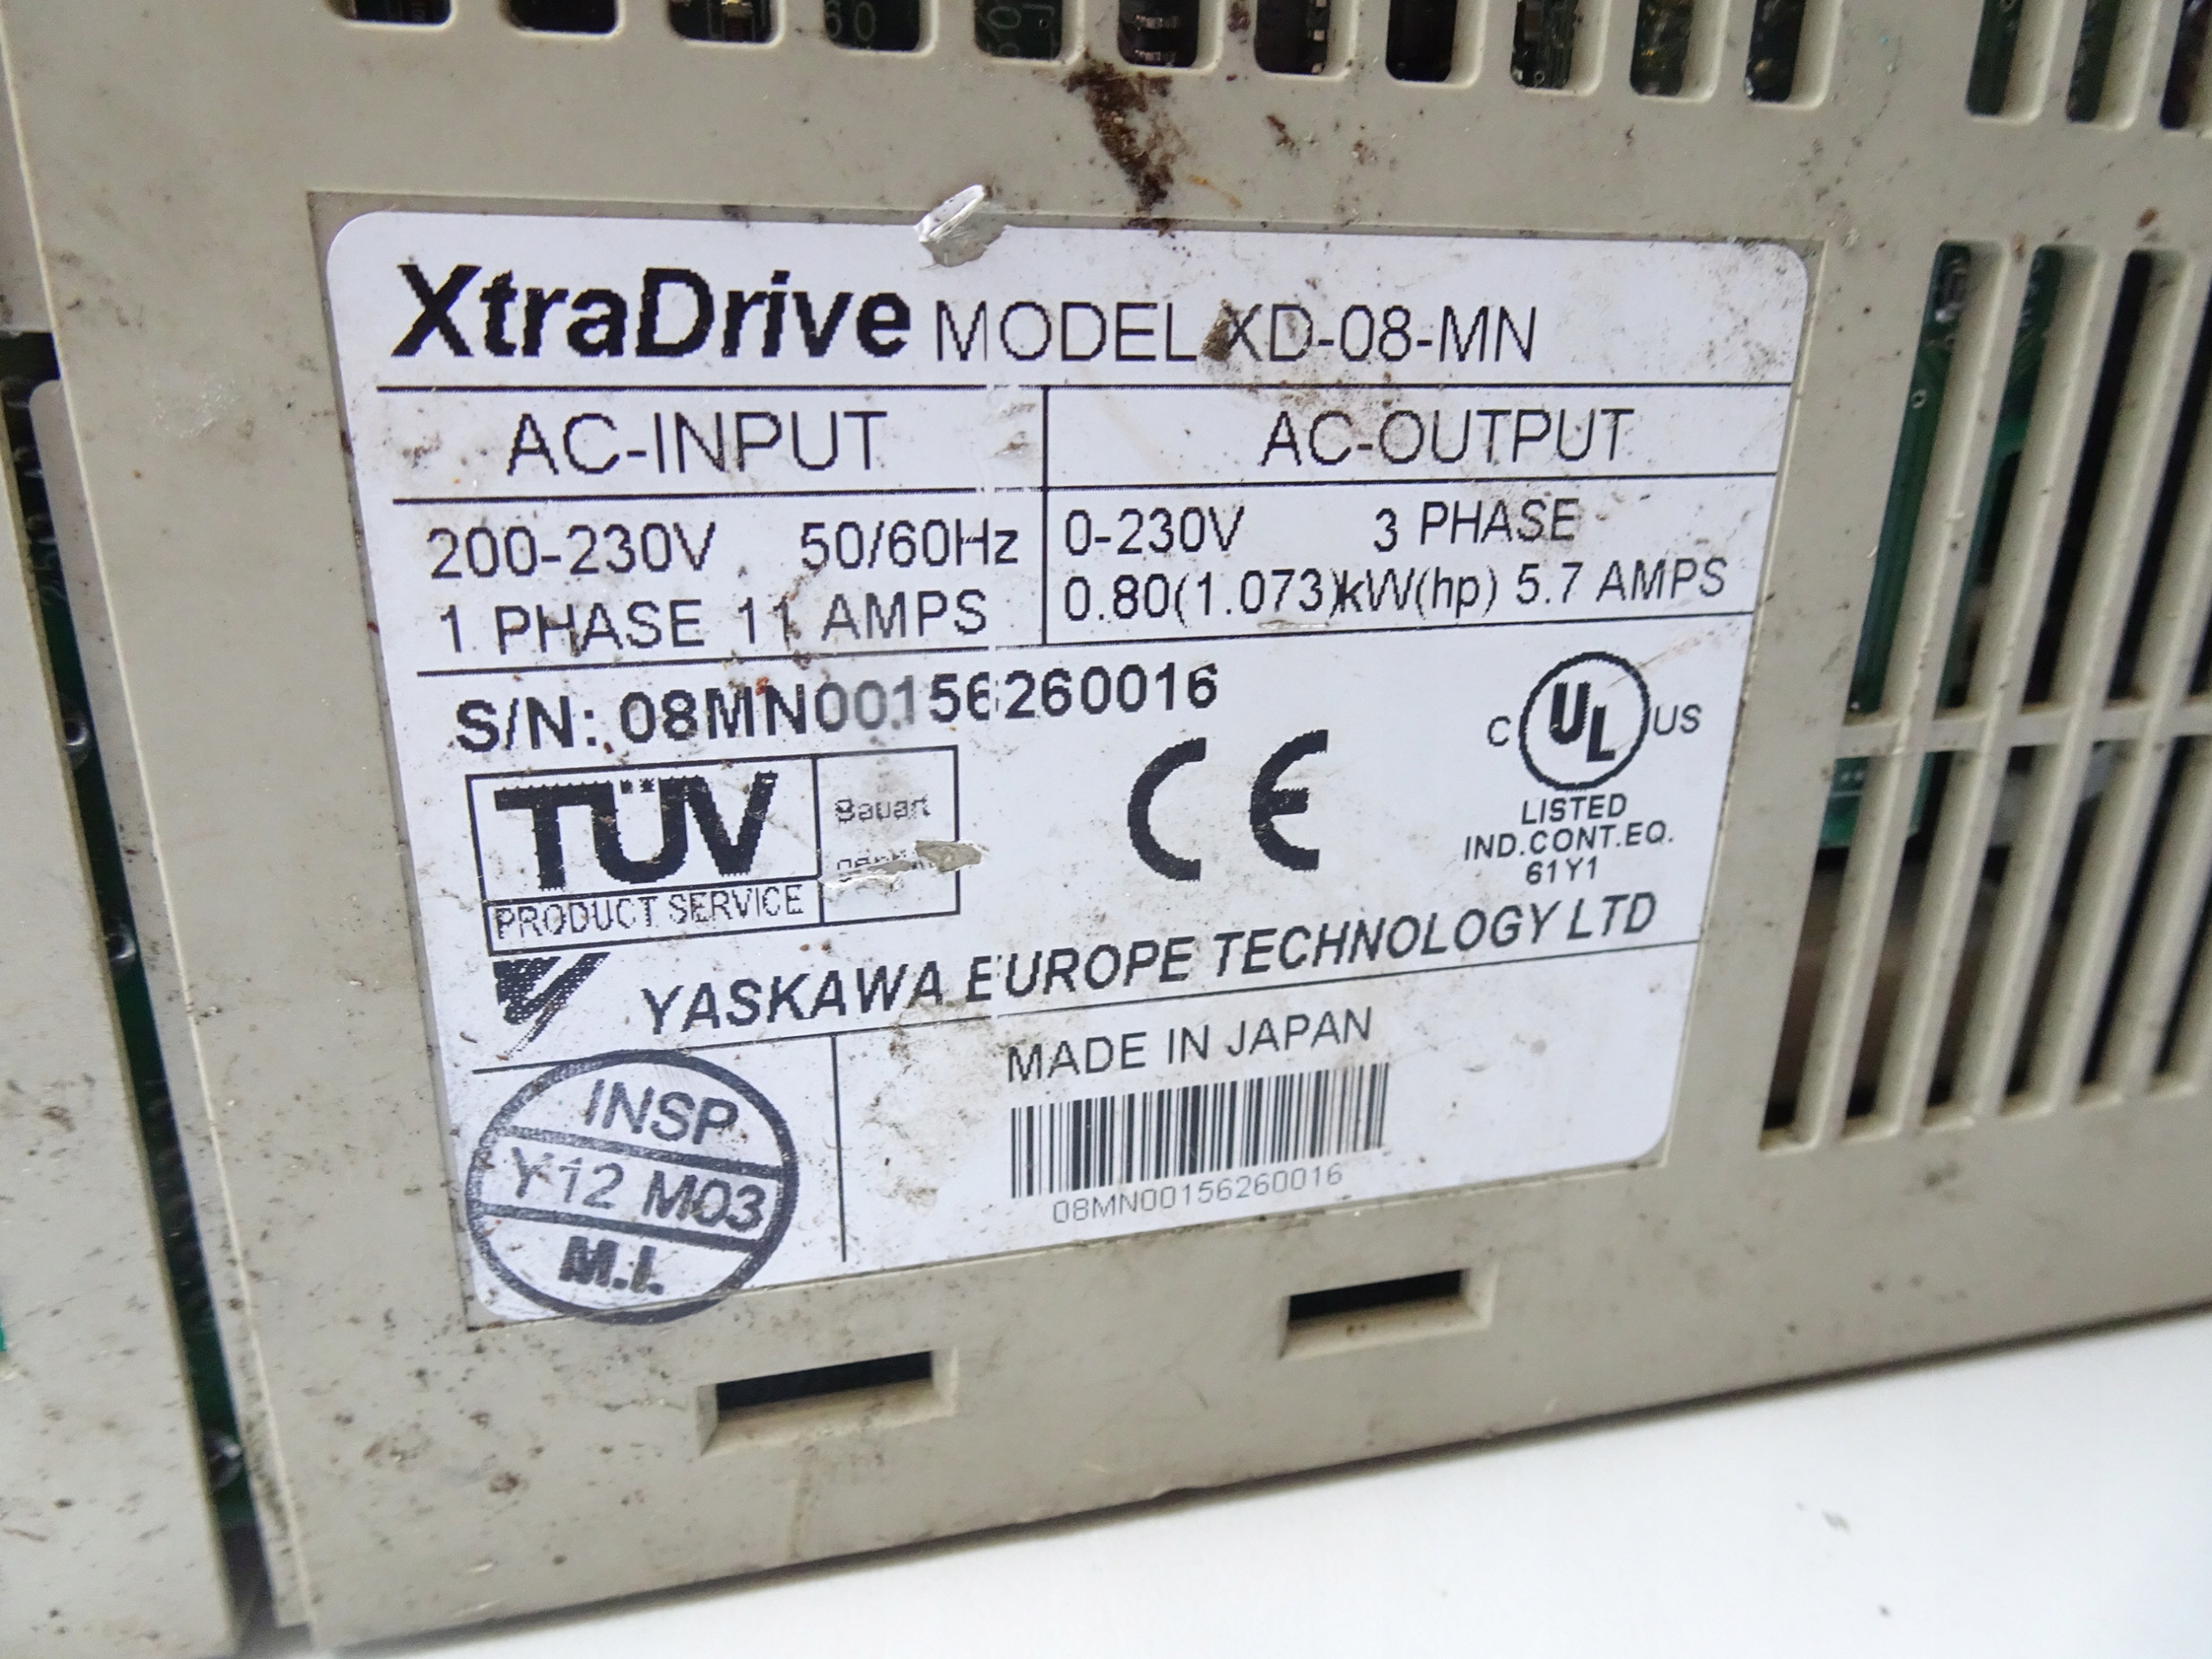 XtraDrive MODEL XD-08-MN
AC-INPUT
AC-OUTPUT
200-230V 50/60Hz
1 PHASE 11 AMPS
0-230V 3 PHASE
0.80(1.073)kW(hp) 5.7 AMPS
S/N: 08MN00156260016
TÜV
PRODUCT SERVICE
Bauart
CE
C UL US
LISTED
IND.CONT.EQ.
61Y1
YASKAWA EUROPE TECHNOLOGY LTD
MADE IN JAPAN
08MN00156260016
INSP
Y12 M03
M.I.